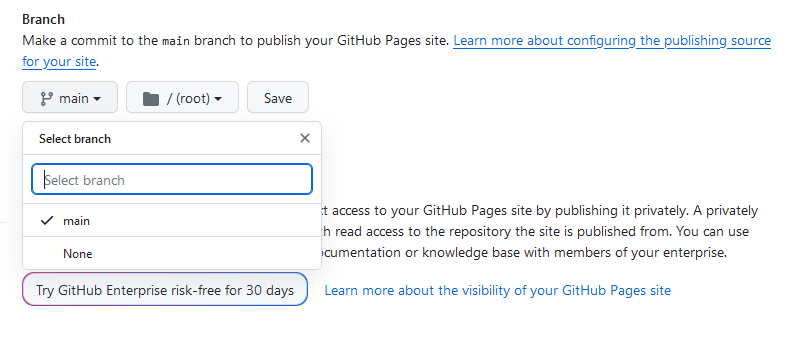 Branch
Make a commit to the main branch to publish your GitHub Pages site. Learn more about configuring the publishing source
for your site.
main / (root) Save
Select branch
Select branch
main
access to your GitHub Pages site by publishing it privately. A privately
read access to the repository the site is published from. You can use
or knowledge base with members of your enterprise.
None
Try GitHub Enterprise risk-free for 30 days Learn more about the visibility of your GitHub Pages site